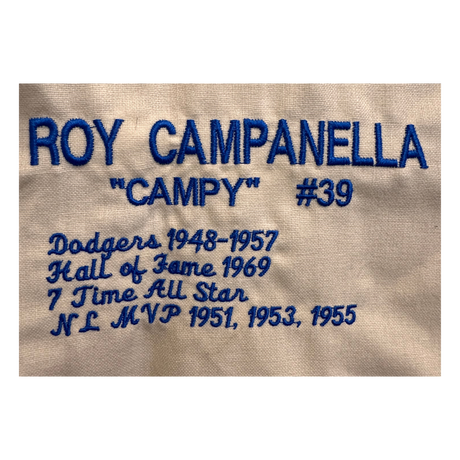 ROY CAMPANELLA
"CAMPY" #39
Dodgers 1948-1957
Hall of Fame 1969
7 Time All Star
NL MVP 1951, 1953, 1955